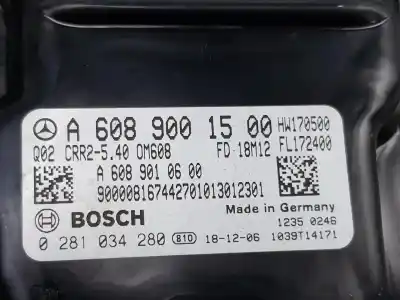 A 608 900 15 00 HW170500
Q02 CRR2-5.40 OM608 FD-18M12 FL172400
A 608 901 06 00
900008167442701013012301
BOSCH Made in Germany
1235 0246
0 281 034 280 810 18-12-06 1039T14171